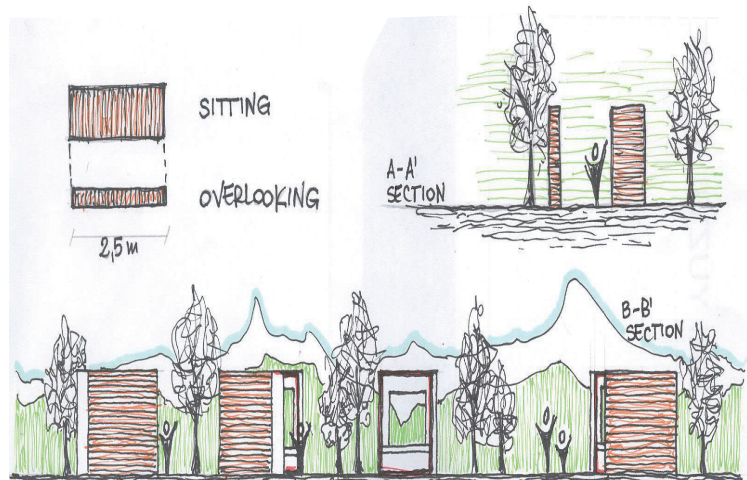 SITTING
OVERLOOKING
2,5 m
A-A'
SECTION
B-B'
SECTION